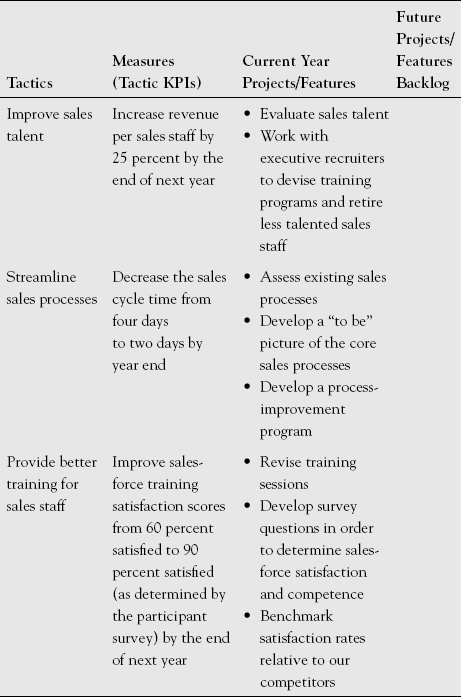 Tactics
Measures
(Tactic KPIs)
Current Year
Projects/Features
Future
Projects/
Features
Backlog
Improve sales
talent
Increase revenue
per sales staff by
25 percent by the
end of next year
• Evaluate sales talent
• Work with
executive recruiters
to devise training
programs and retire
less talented sales
staff
Streamline
sales processes
Decrease the sales
cycle time from
four days
to two days by
year end
• Assess existing sales
processes
• Develop a “to be”
picture of the core
sales processes
• Develop a process-
improvement
program
Provide better
training for
sales staff
Improve sales-
force training
satisfaction scores
from 60 percent
satisfied to 90
percent satisfied
(as determined by
the participant
survey) by the end
of next year
• Revise training
sessions
• Develop survey
questions in order
to determine sales-
force satisfaction
and competence
• Benchmark
satisfaction rates
relative to our
competitors